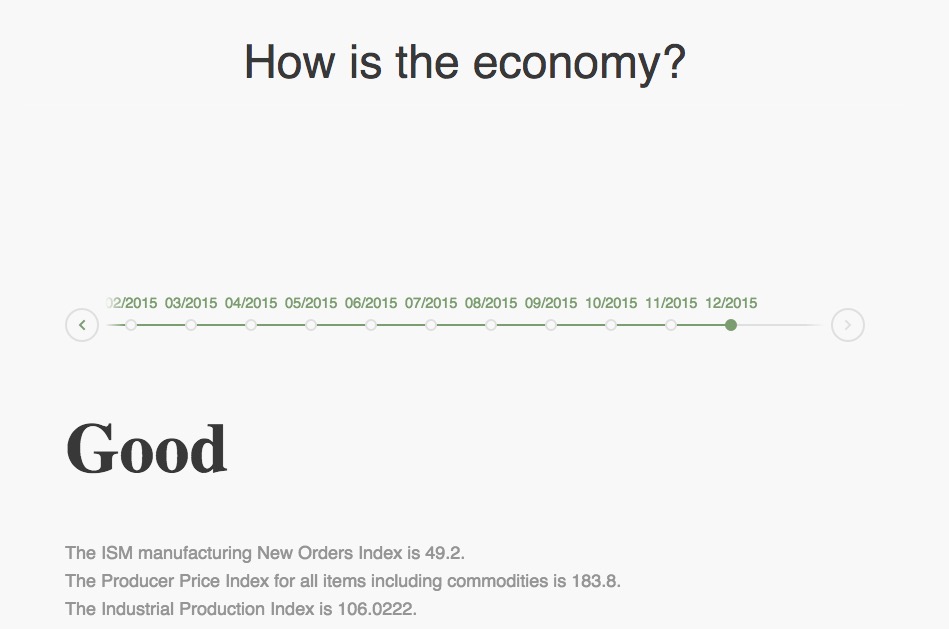 How is the economy?
02/2015 03/2015 04/2015 05/2015 06/2015 07/2015 08/2015 09/2015 10/2015 11/2015 12/2015
Good
The ISM manufacturing New Orders Index is 49.2.
The Producer Price Index for all items including commodities is 183.8.
The Industrial Production Index is 106.0222.